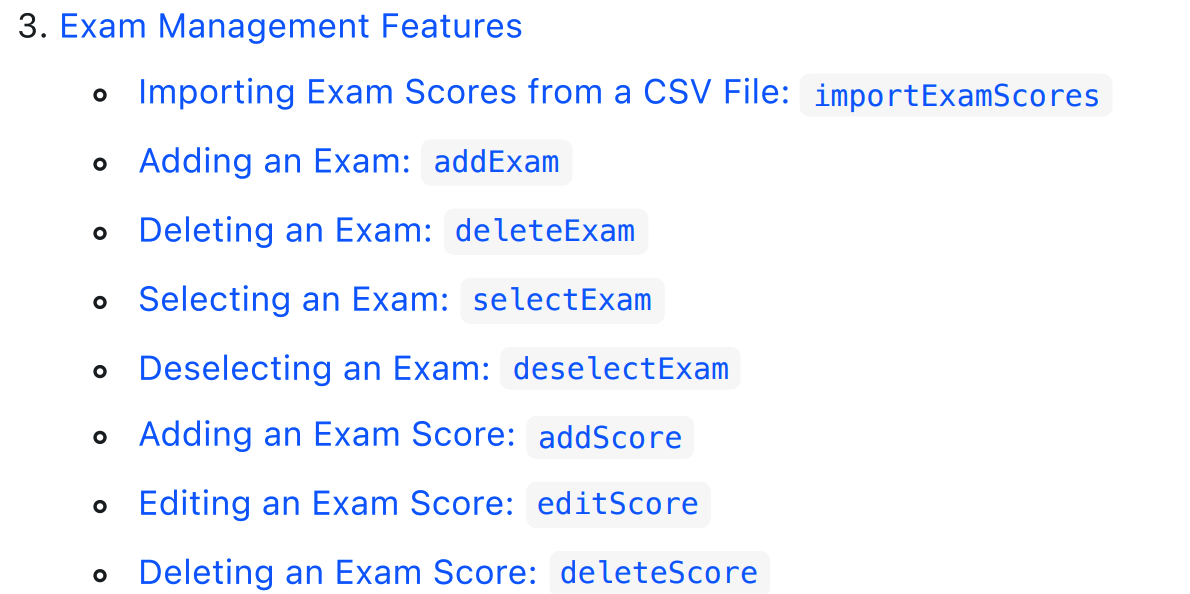 3. Exam Management Features
Importing Exam Scores from a CSV File: importExamScores
Adding an Exam: addExam
Deleting an Exam: deleteExam
Selecting an Exam: selectExam
Deselecting an Exam: deselectExam
Adding an Exam Score: addScore
Editing an Exam Score: editScore
Deleting an Exam Score: deleteScore